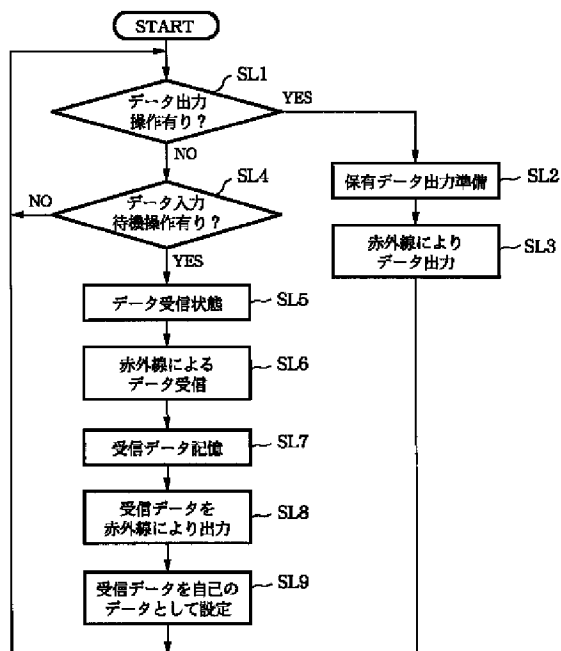 START
データ出力
操作有り？
SL1
YES
NO
データ入力
待機操作有り？
SL4
NO
YES
保有データ出力準備
SL2
赤外線により
データ出力
SL3
データ受信状態
SL5
赤外線による
データ受信
SL6
受信データ記憶
SL7
受信データを
赤外線により出力
SL8
受信データを自己の
データとして設定
SL9